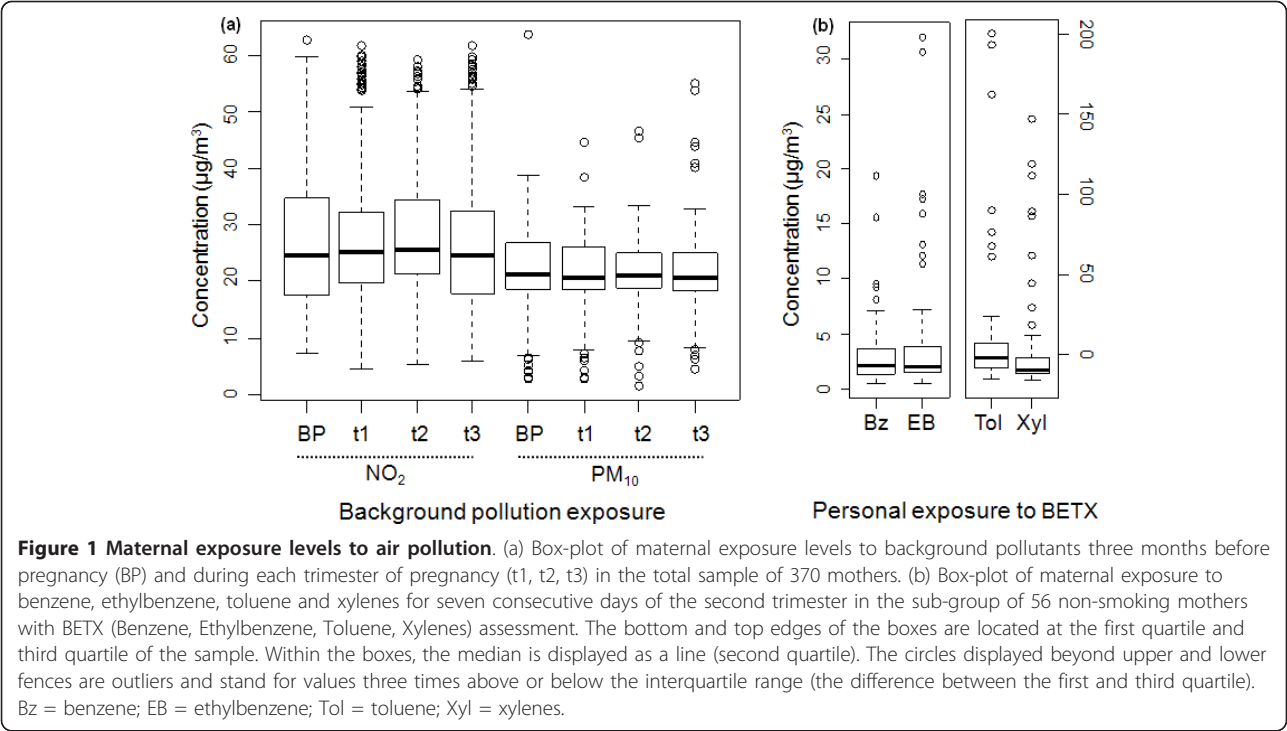 (a)
Concentration (µg/m³)
0 10 20 30 40 50 60
BP t1 t2 t3 BP t1 t2 t3
NO₂ PM₁₀
Background pollution exposure
(b)
Concentration (µg/m³)
0 5 10 15 20 25 30
0 50 100 150 200
Bz EB Tol Xyl
Personal exposure to BETX
Figure 1 Maternal exposure levels to air pollution. (a) Box-plot of maternal exposure levels to background pollutants three months before
pregnancy (BP) and during each trimester of pregnancy (t1, t2, t3) in the total sample of 370 mothers. (b) Box-plot of maternal exposure to
benzene, ethylbenzene, toluene and xylenes for seven consecutive days of the second trimester in the sub-group of 56 non-smoking mothers
with BETX (Benzene, Ethylbenzene, Toluene, Xylenes) assessment. The bottom and top edges of the boxes are located at the first quartile and
third quartile of the sample. Within the boxes, the median is displayed as a line (second quartile). The circles displayed beyond upper and lower
fences are outliers and stand for values three times above or below the interquartile range (the difference between the first and third quartile).
Bz = benzene; EB = ethylbenzene; Tol = toluene; Xyl = xylenes.